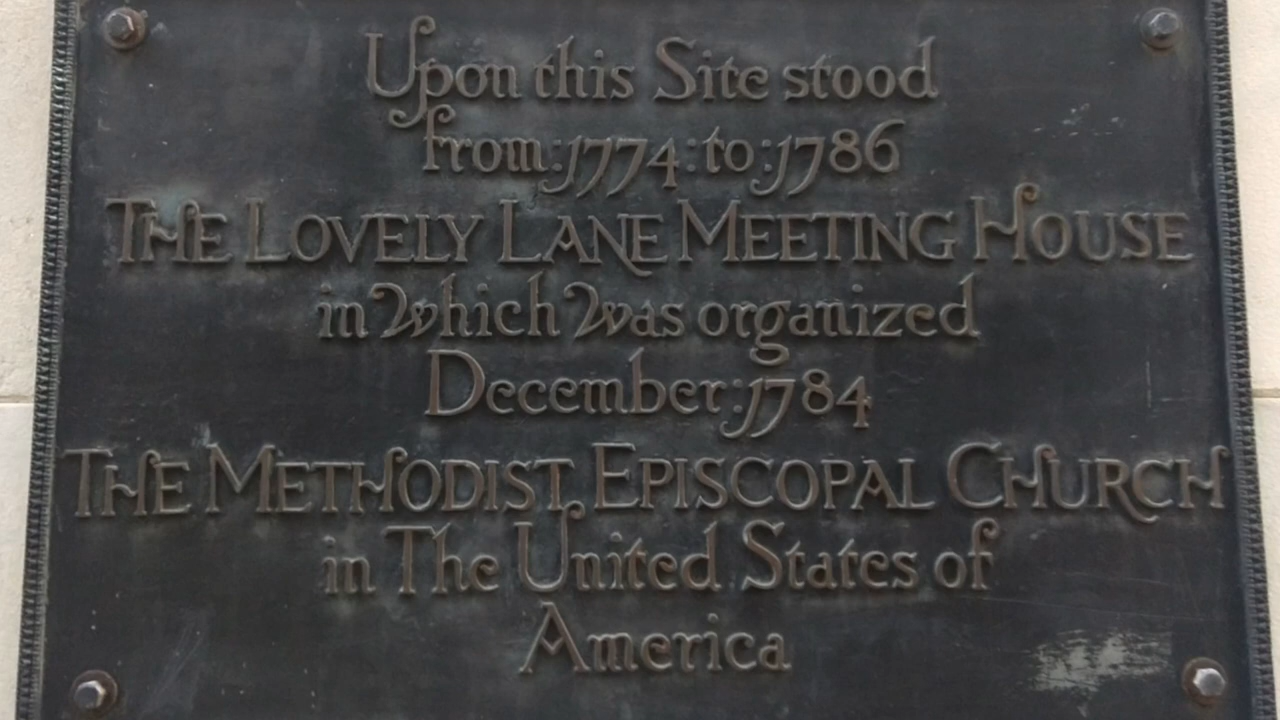 Upon this Site stood
from:1774:to:1786
THE LOVELY LANE MEETING HOUSE
in which was organized
December:1784
THE METHODIST EPISCOPAL CHURCH
in The United States of
America